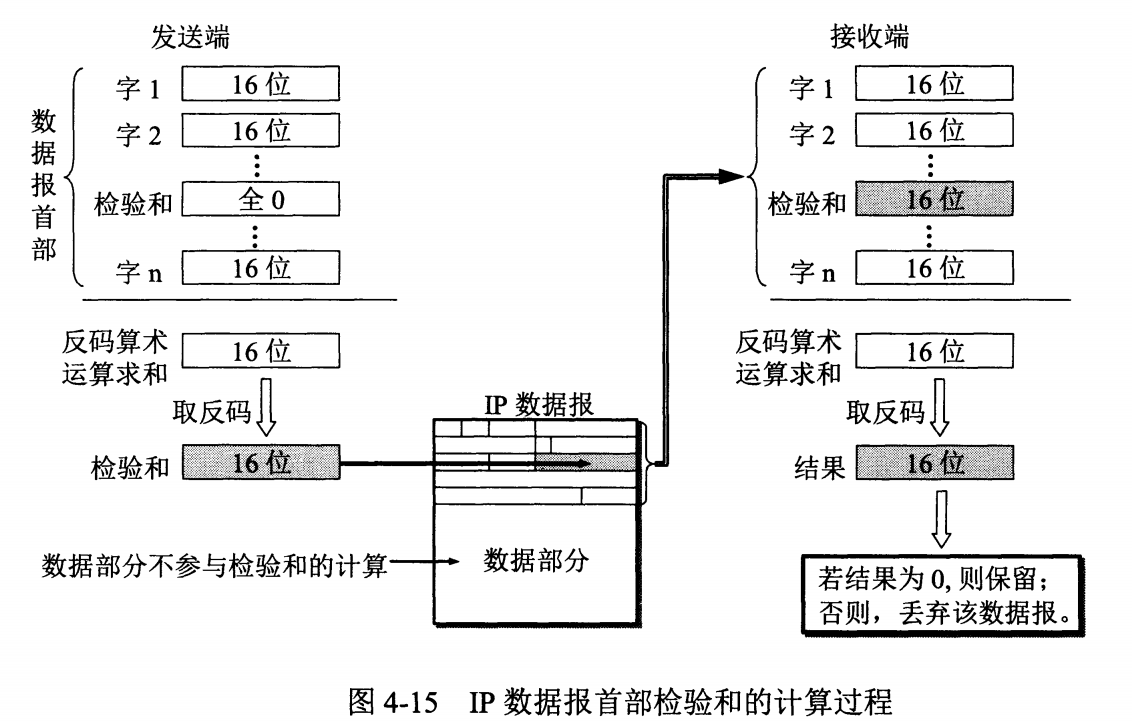 发送端
数据报首部
字 1 16 位
字 2 16 位
检验和 全 0
字 n 16 位
反码算术
运算求和
16 位
取反码
检验和 16 位
数据部分不参与检验和的计算
IP 数据报
数据部分
接收端
字 1 16 位
字 2 16 位
检验和 16 位
字 n 16 位
反码算术
运算求和
16 位
取反码
结果 16 位
若结果为 0, 则保留；
否则，丢弃该数据报。
图 4-15 IP 数据报首部检验和的计算过程